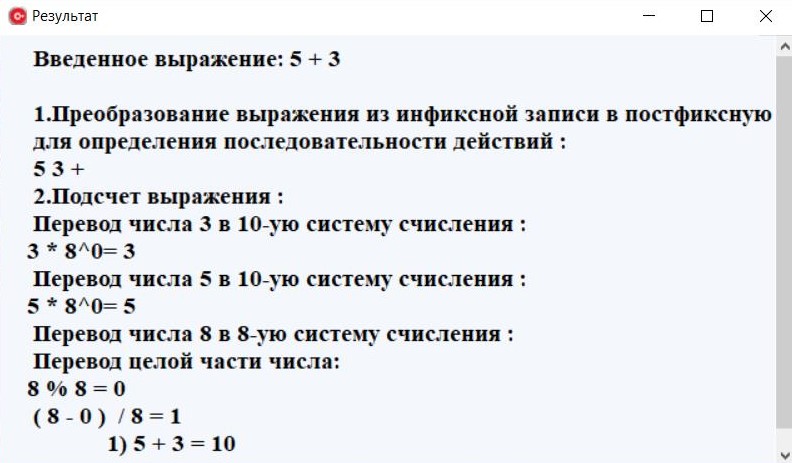 Результат
Введенное выражение: 5 + 3
1.Преобразование выражения из инфиксной записи в постфиксную
для определения последовательности действий :
5 3 +
2.Подсчет выражения :
Перевод числа 3 в 10-ую систему счисления :
3 * 8^0= 3
Перевод числа 5 в 10-ую систему счисления :
5 * 8^0= 5
Перевод числа 8 в 8-ую систему счисления :
Перевод целой части числа:
8 % 8 = 0
( 8 - 0 ) / 8 = 1
1) 5 + 3 = 10